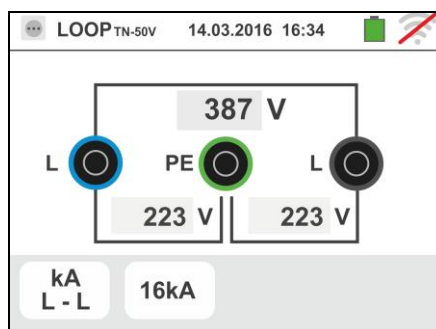 LOOP TN-50V 14.03.2016 16:34
387 V
L PE L
223 V 223 V
kA 16kA
L - L